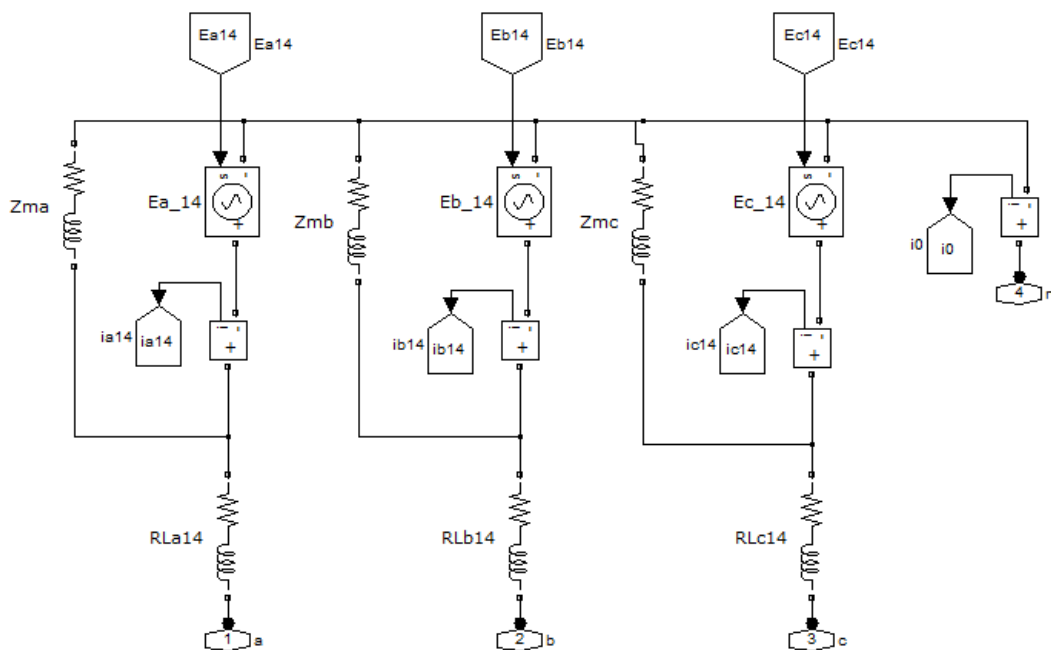 Ea14
Ea14
Eb14
Eb14
Ec14
Ec14
Zma
Ea_14
s
+
Zmb
Eb_14
s
+
Zmc
Ec_14
s
+
i0
i0
i
+
4
n
ia14
ia14
i
+
ib14
ib14
i
+
ic14
ic14
i
+
RLa14
RLb14
RLc14
1
a
2
b
3
c